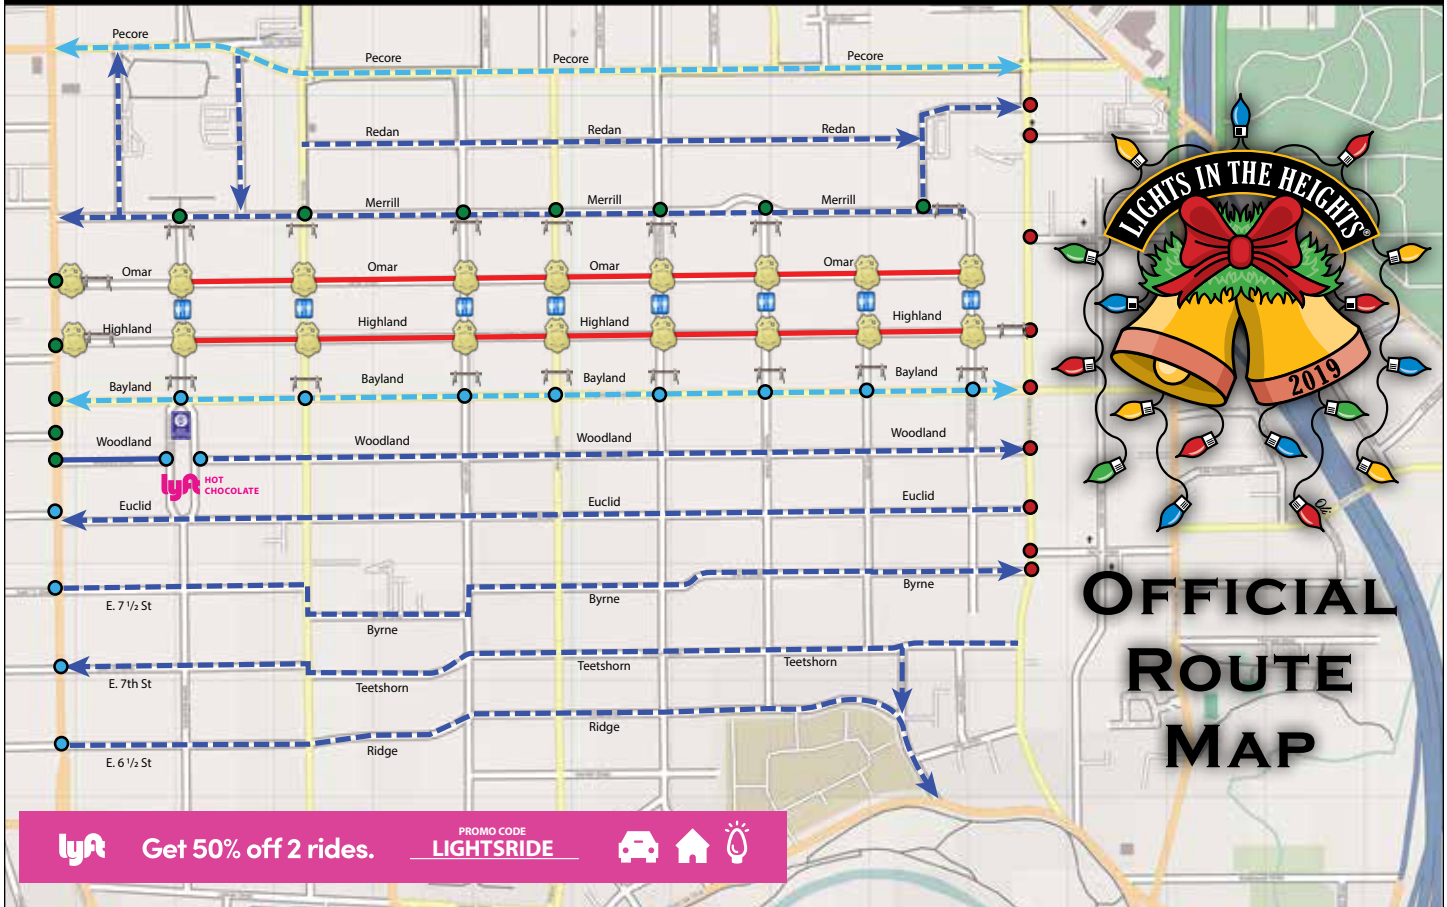 Pecore
Pecore
Pecore
Pecore
Redan
Redan
Redan
Merrill
Merrill
Merrill
Omar
Omar
Omar
Omar
Highland
Highland
Highland
Highland
Bayland
Bayland
Bayland
Bayland
Woodland
Woodland
Woodland
Woodland
lyft HOT
CHOCOLATE
Euclid
Euclid
Euclid
E. 7 ½ St
Byrne
Byrne
Byrne
E. 7th St
Teetshorn
Teetshorn
Teetshorn
E. 6 ½ St
Ridge
Ridge
LIGHTS IN THE HEIGHTS®
2019
OFFICIAL
ROUTE
MAP
lyft
Get 50% off 2 rides.
PROMO CODE
LIGHTSRIDE